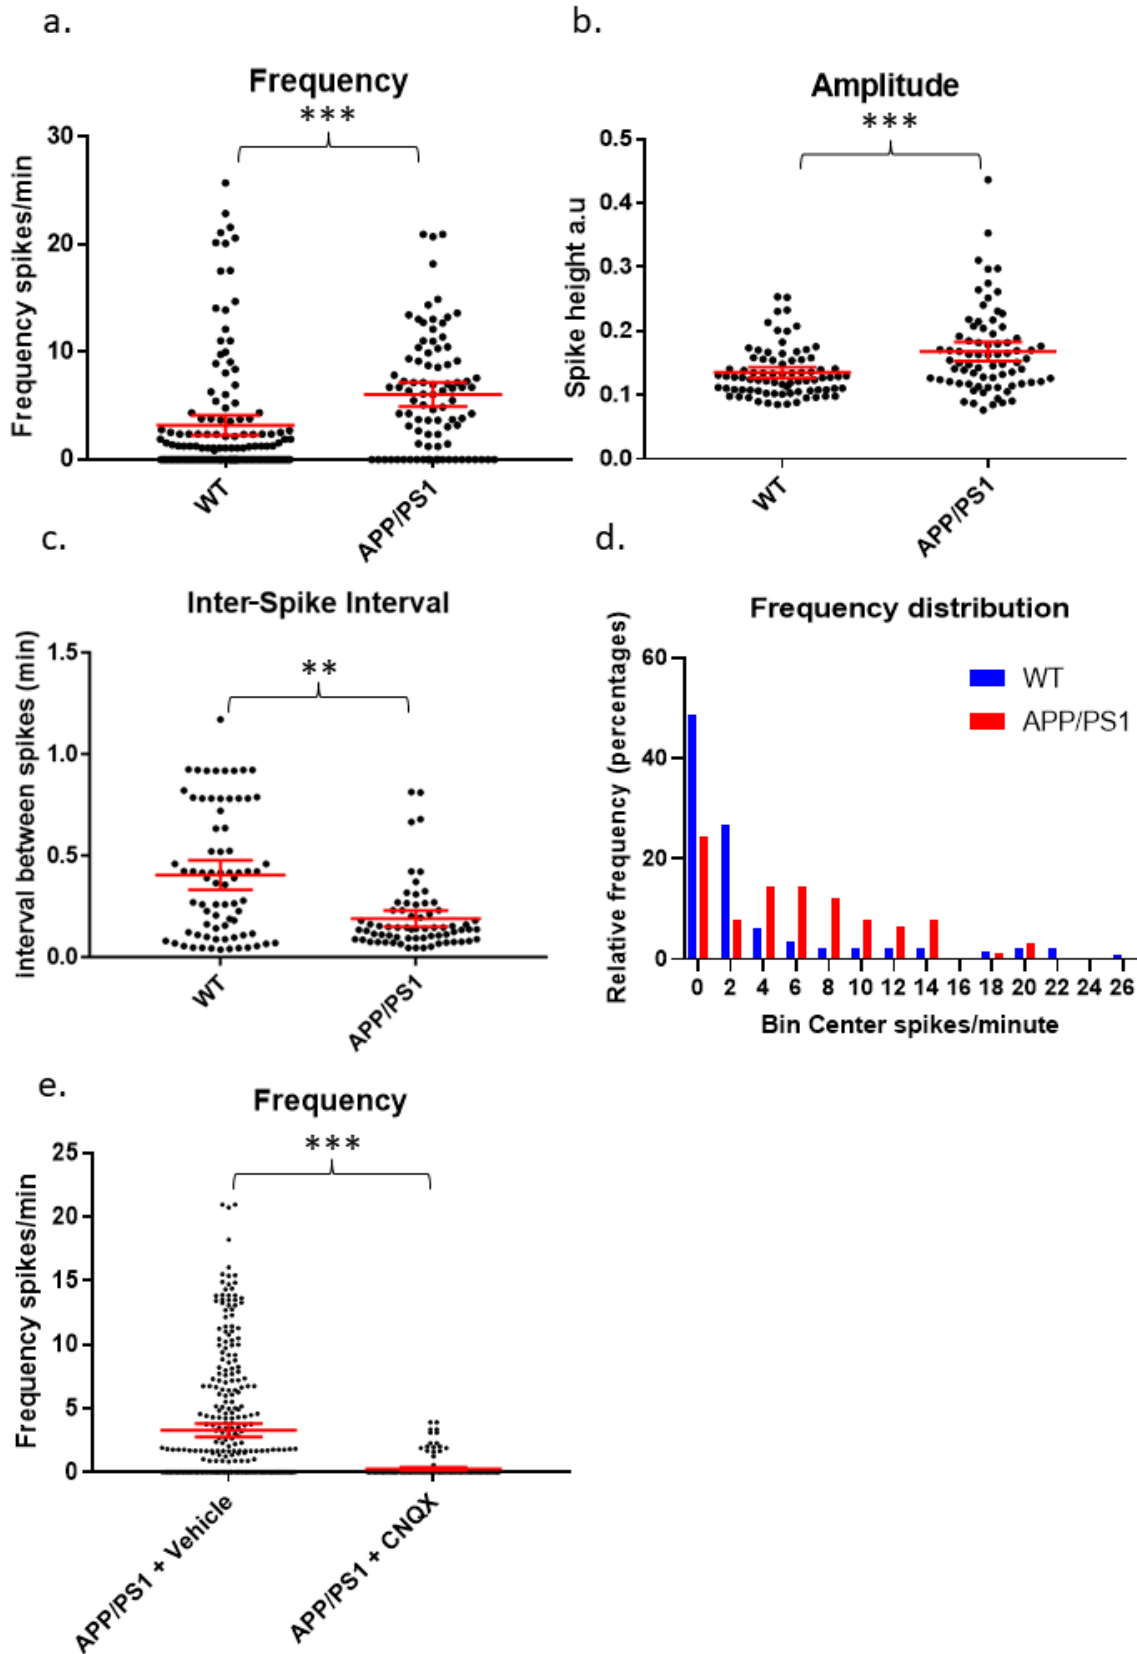 a.
Frequency
***
Frequency spikes/min
30
20
10
0
WT
APP/PS1
b.
Amplitude
***
Spike height a.u
0.5
0.4
0.3
0.2
0.1
0.0
WT
APP/PS1
c.
Inter-Spike Interval
**
interval between spikes (min)
1.5
1.0
0.5
0.0
WT
APP/PS1
d.
Frequency distribution
Relative frequency (percentages)
60
40
20
0
WT
APP/PS1
0 2 4 6 8 10 12 14 16 18 20 22 24 26
Bin Center spikes/minute
e.
Frequency
***
Frequency spikes/min
25
20
15
10
5
0
APP/PS1 + Vehicle
APP/PS1 + CNQX